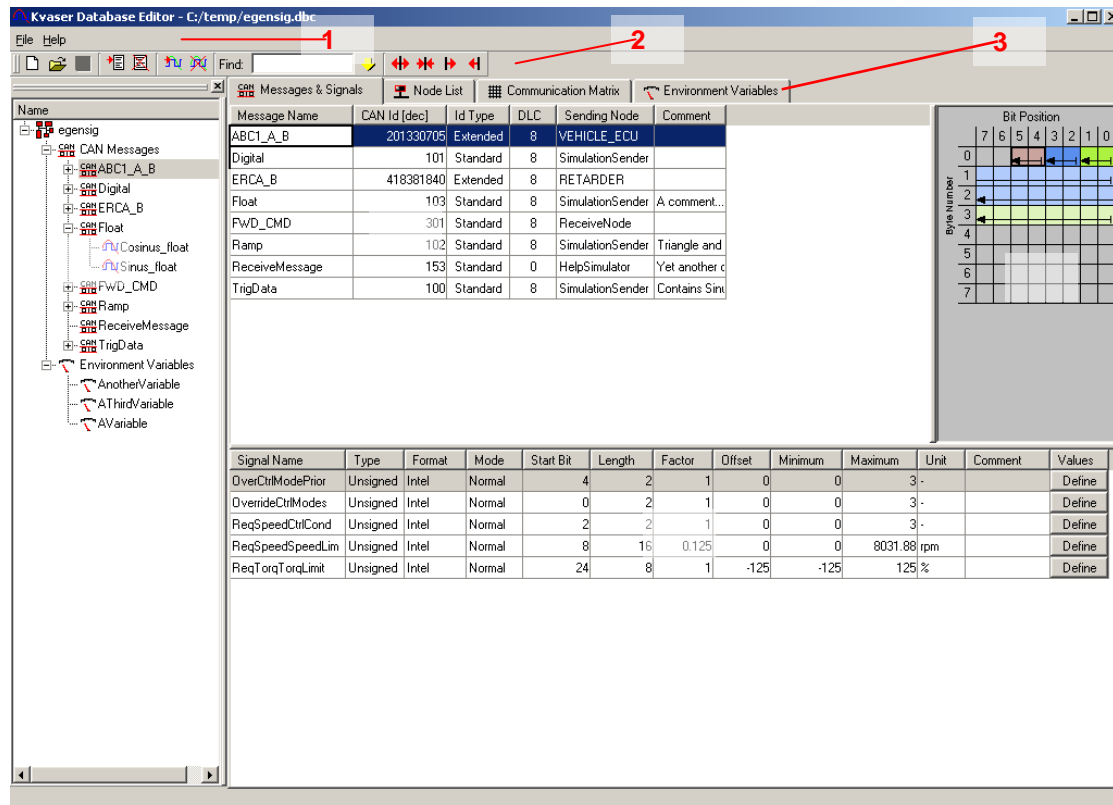 Kvaser Database Editor - C:/temp/egensig.dbc
File Help
1
2
3
Find:
Messages & Signals Node List Communication Matrix Environment Variables
Name
egensig
CAN Messages
ABC1_A_B
Digital
ERCA_B
Float
Cosinus_float
Sinus_float
FWD_CMD
Ramp
ReceiveMessage
TrigData
Environment Variables
AnotherVariable
AThirdVariable
AVariable
Message Name CAN Id [dec] Id Type DLC Sending Node Comment
ABC1_A_B 201330705 Extended 8 VEHICLE_ECU
Digital 101 Standard 8 SimulationSender
ERCA_B 418381840 Extended 8 RETARDER
Float 103 Standard 8 SimulationSender A comment...
FWD_CMD 301 Standard 8 ReceiveNode
Ramp 102 Standard 8 SimulationSender Triangle and
ReceiveMessage 153 Standard 0 HelpSimulator Yet another c
TrigData 100 Standard 8 SimulationSender Contains Sinu
Bit Position
7 6 5 4 3 2 1 0
Byte Number
0
1
2
3
4
5
6
7
Signal Name Type Format Mode Start Bit Length Factor Offset Minimum Maximum Unit Comment Values
OverCtrlModePrior Unsigned Intel Normal 4 2 1 0 0 3 - Define
OverrideCtrlModes Unsigned Intel Normal 0 2 1 0 0 3 - Define
ReqSpeedCtrlCond Unsigned Intel Normal 2 2 1 0 0 3 - Define
ReqSpeedSpeedLim Unsigned Intel Normal 8 16 0.125 0 0 8031.88 rpm Define
ReqTorqTorqLimit Unsigned Intel Normal 24 8 1 -125 -125 125 % Define